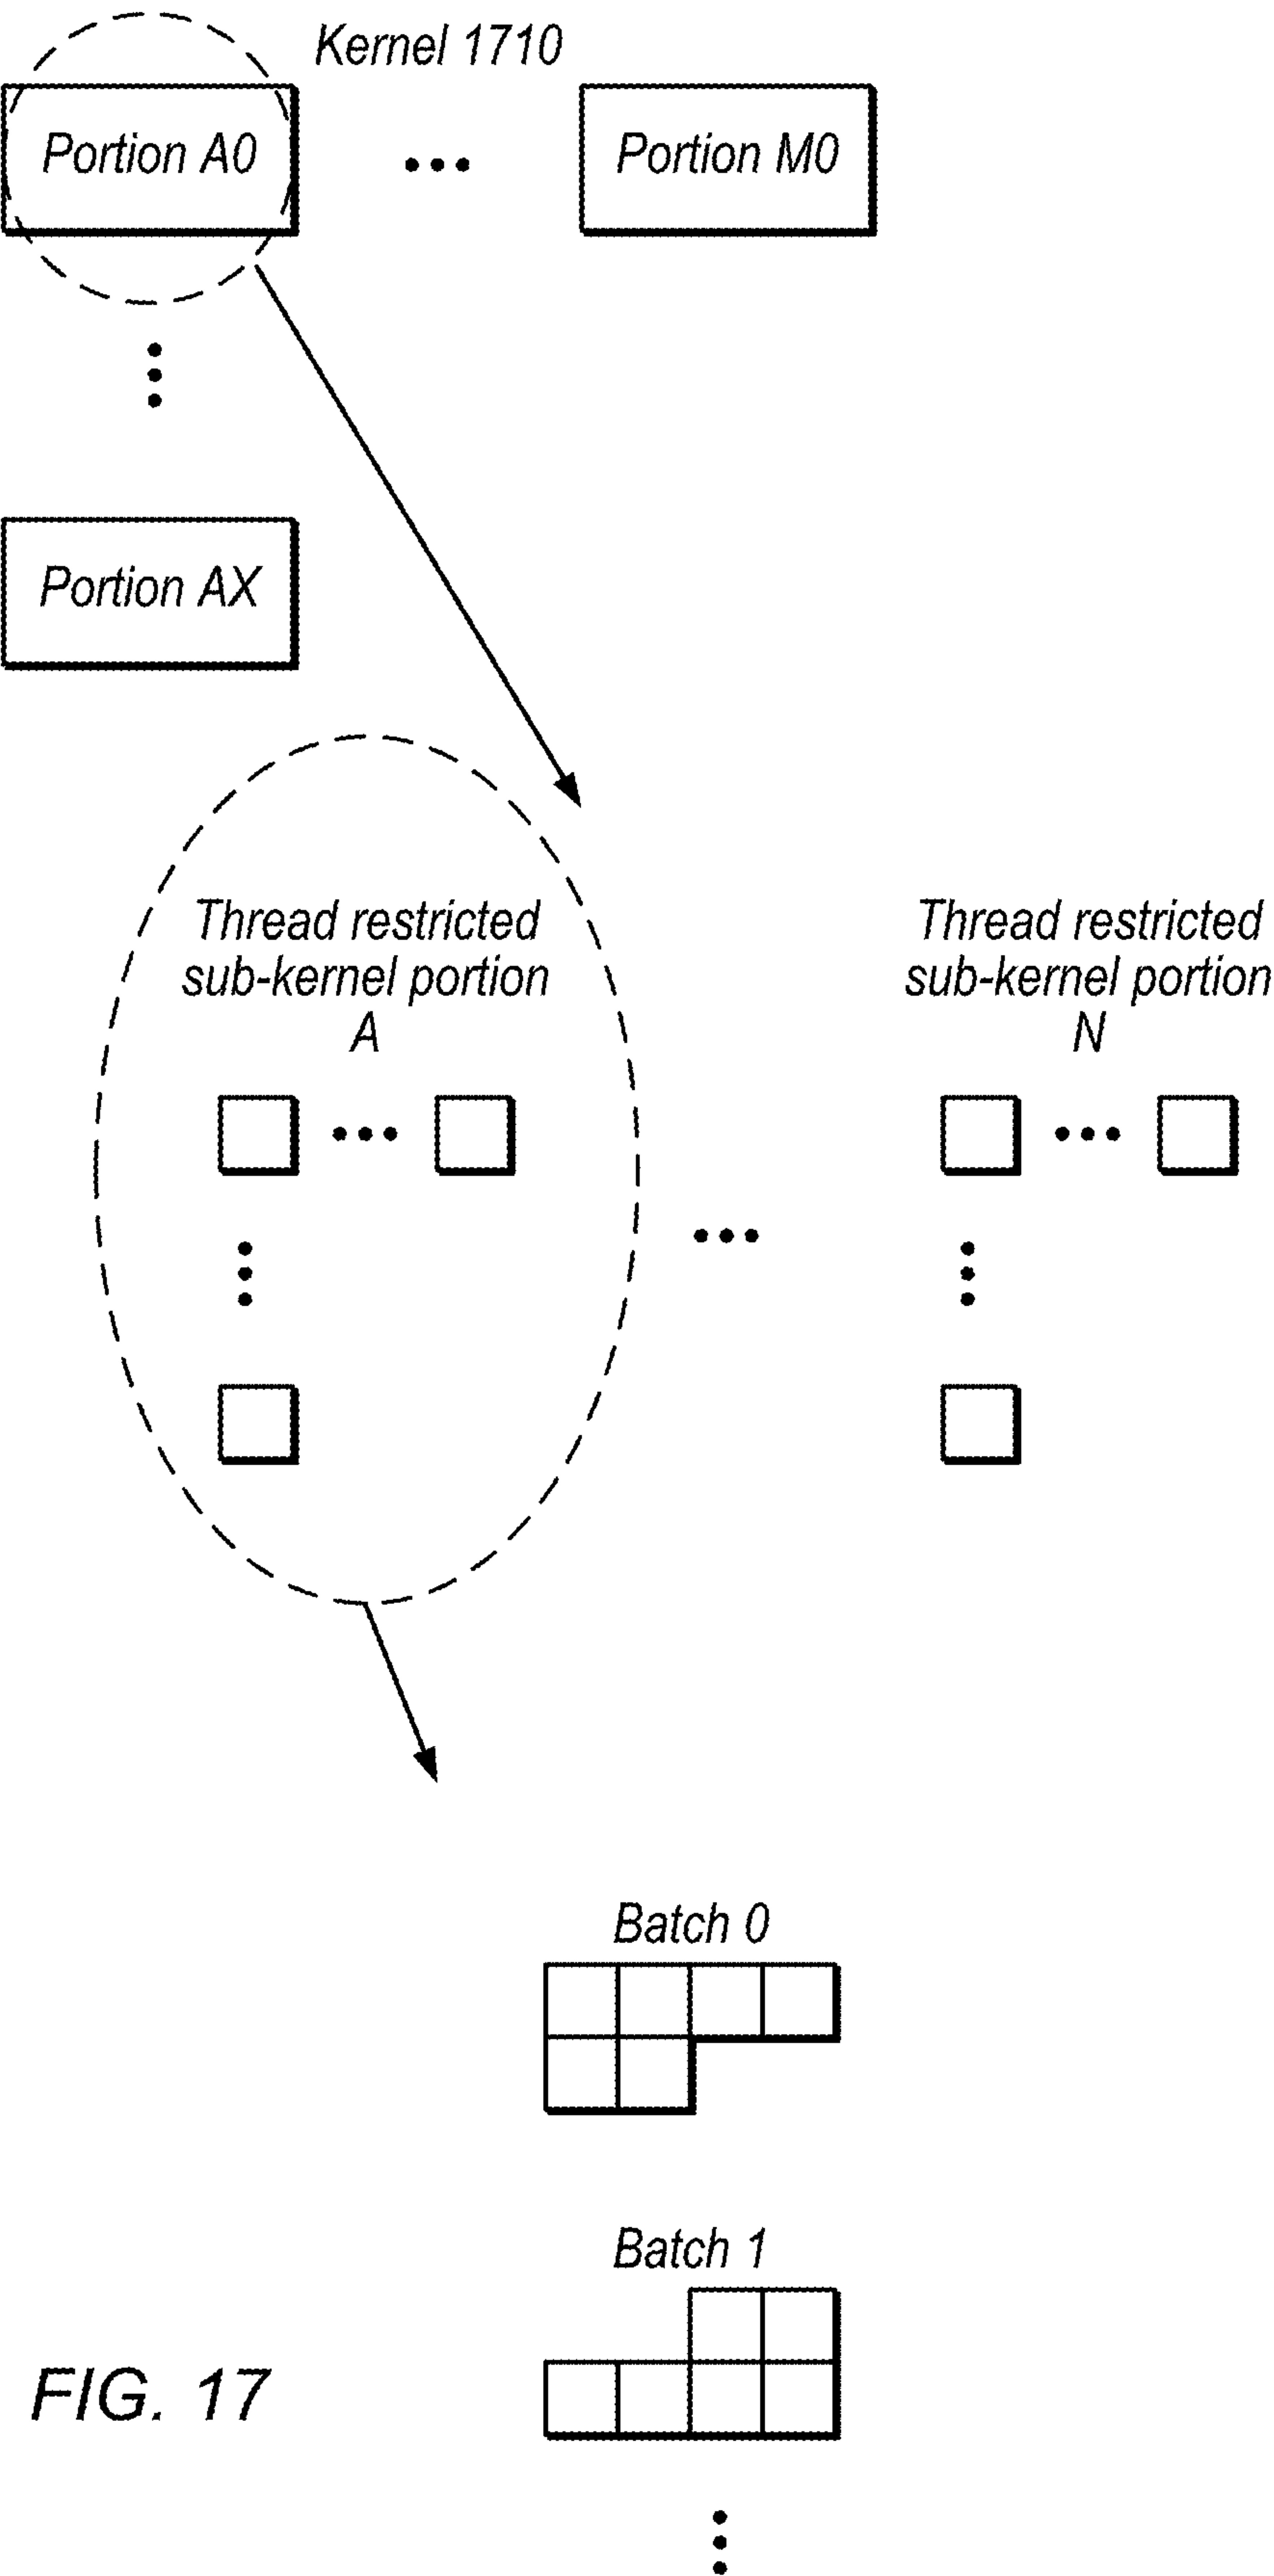 Kernel 1710
Portion A0
Portion M0
Portion AX
Thread restricted
sub-kernel portion
A
Thread restricted
sub-kernel portion
N
Batch 0
Batch 1
FIG. 17